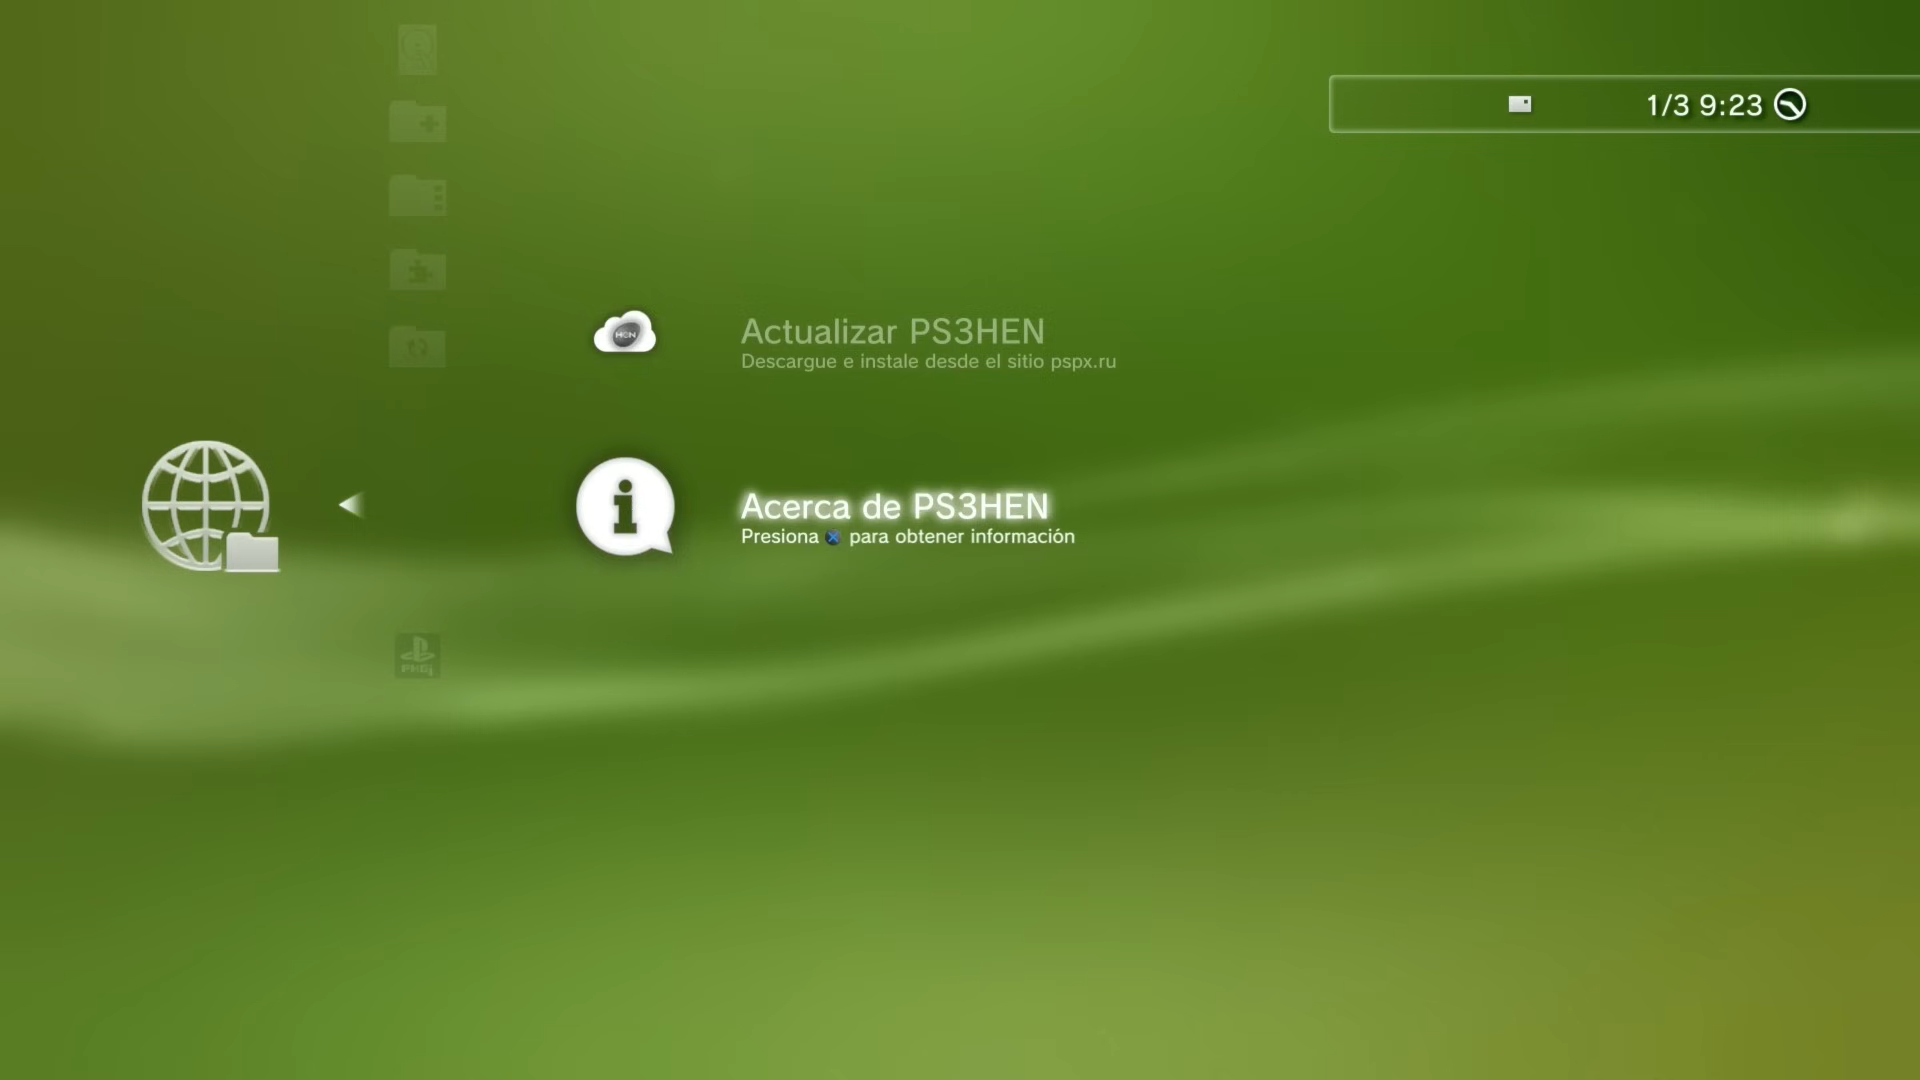 1/3 9:23
Actualizar PS3HEN
Descargue e instale desde el sitio pspx.ru
HEN
Acerca de PS3HEN
Presiona para obtener información